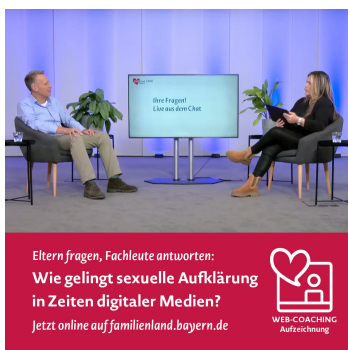 Ihre Fragen!
Live aus dem Chat
Eltern fragen, Fachleute antworten:
Wie gelingt sexuelle Aufklärung
in Zeiten digitaler Medien?
Jetzt online auf familienland.bayern.de
WEB-COACHING
Aufzeichnung